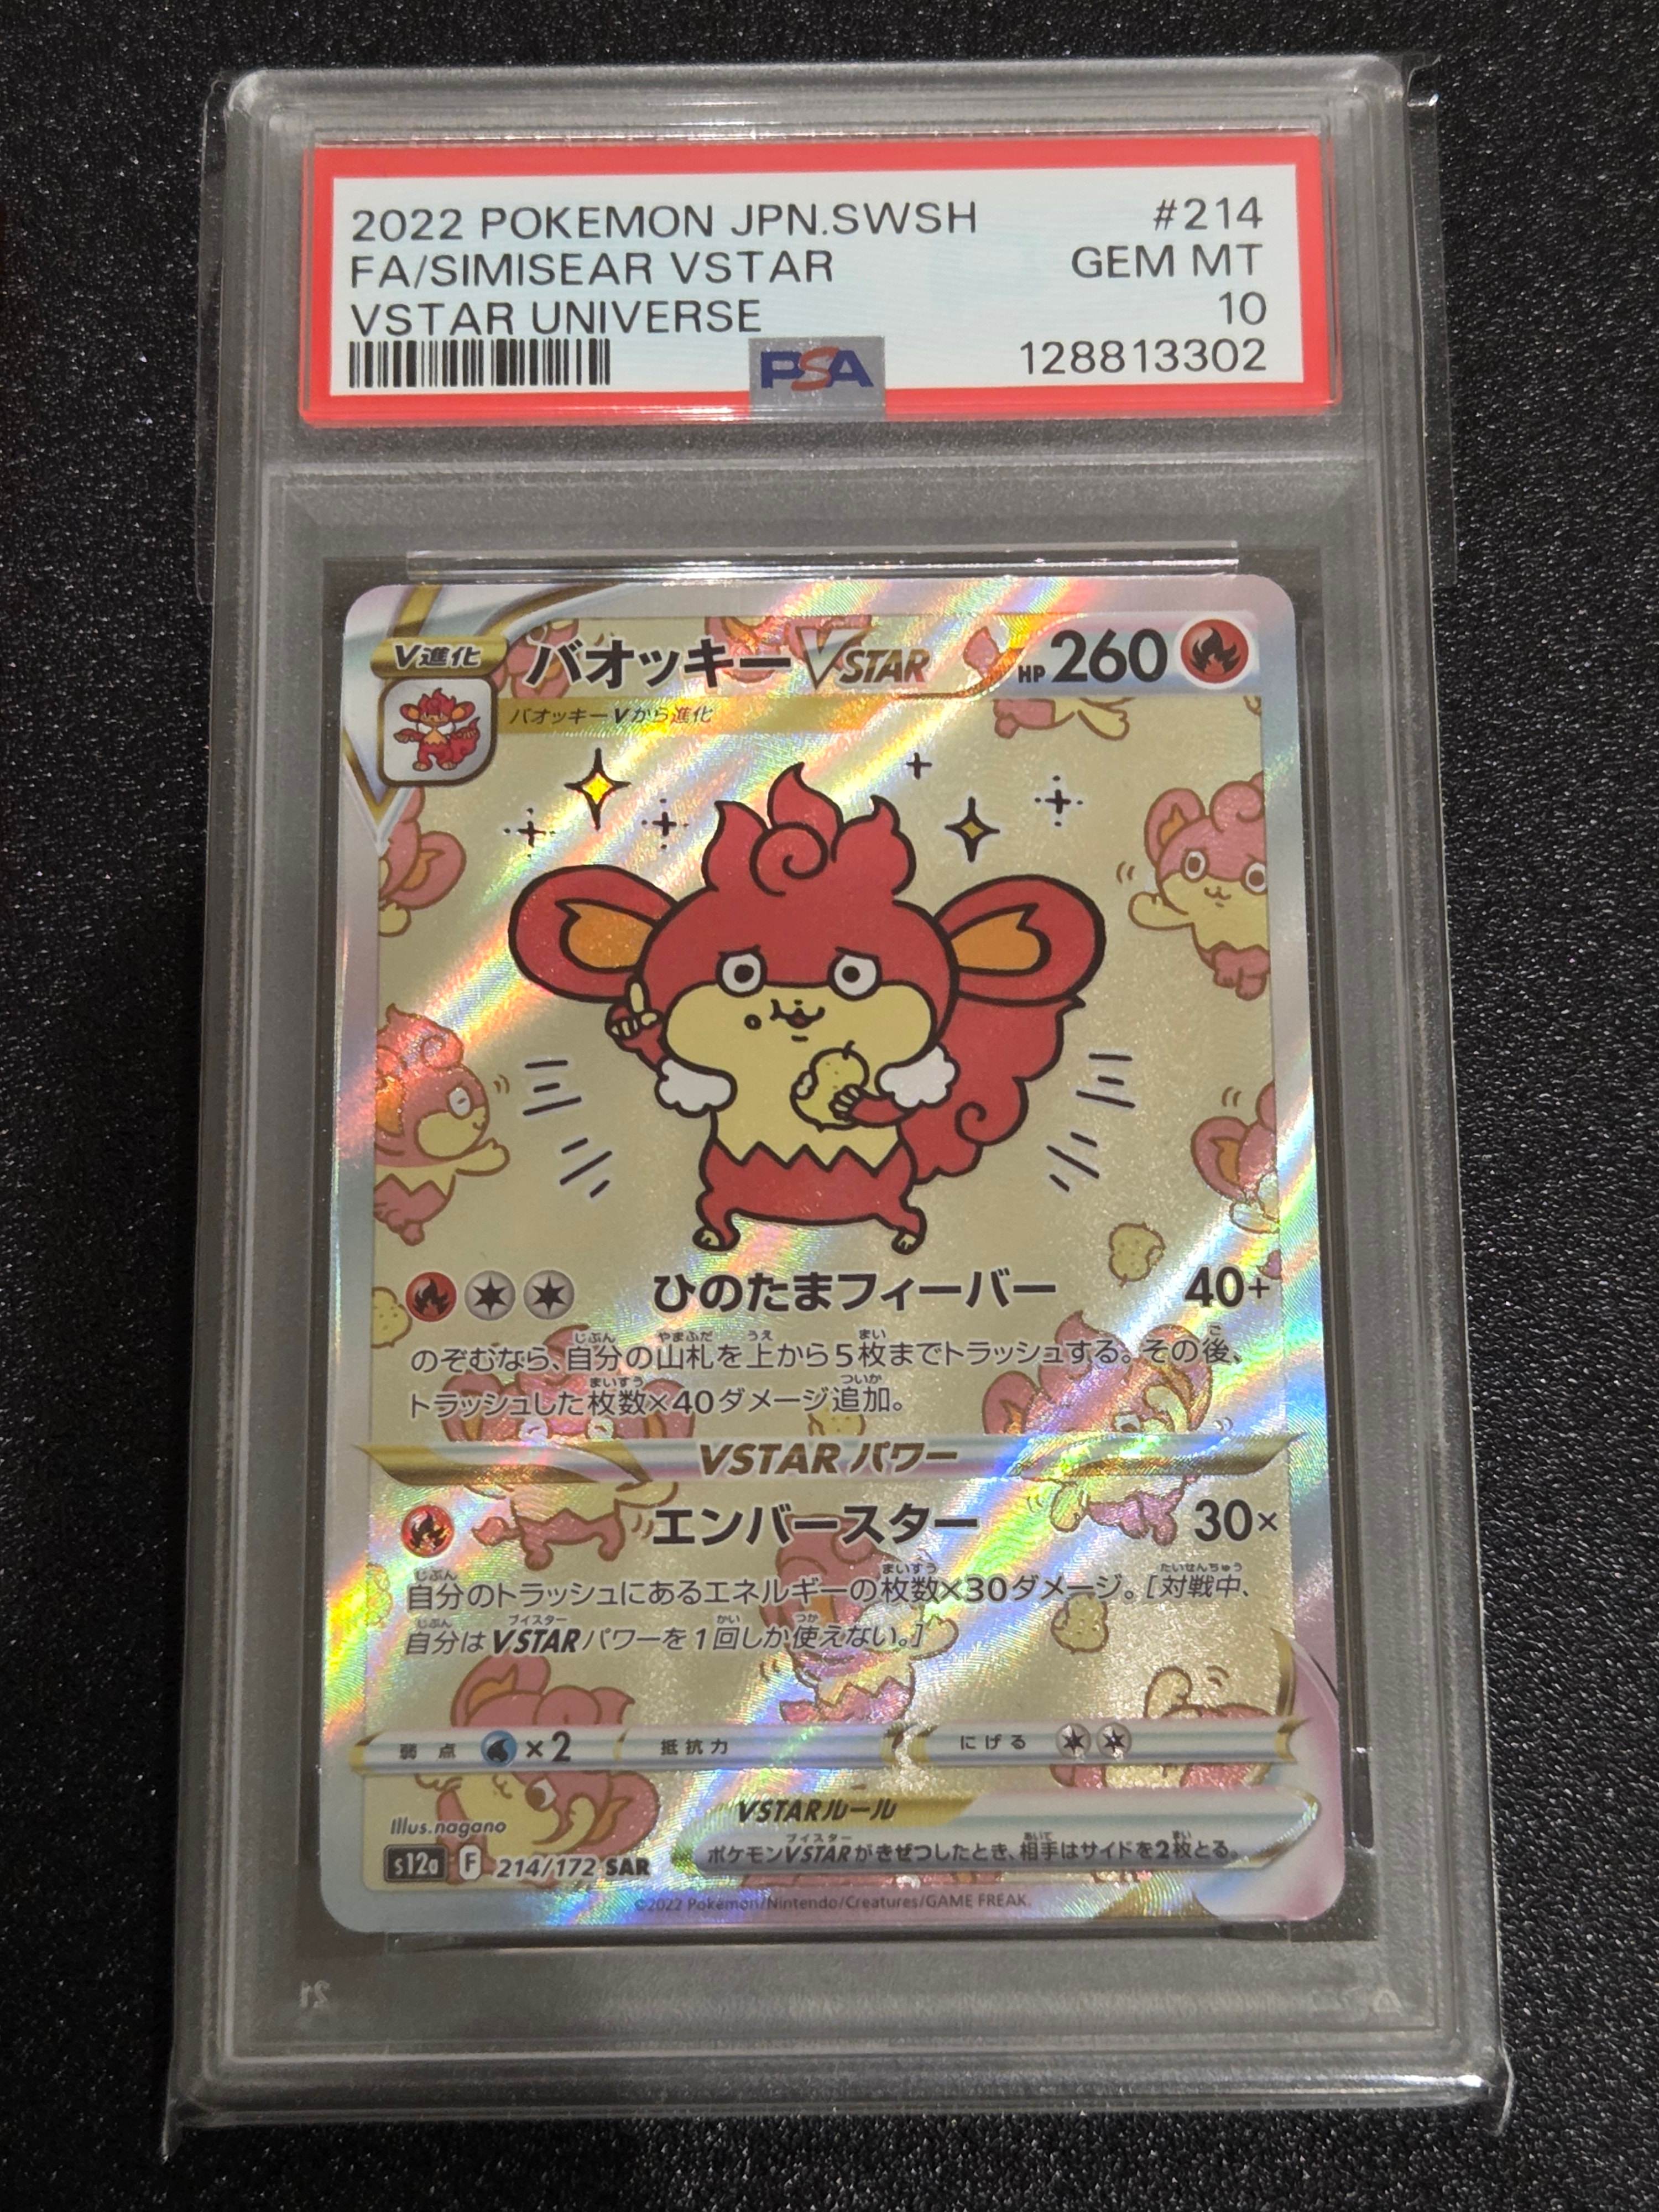 2022 POKEMON JPN.SWSH #214
FA/SIMISEAR VSTAR GEM MT
VSTAR UNIVERSE 10
PSA 128813302
V進化 バオッキーVSTAR HP 260
バオッキーVから進化
ひのたまフィーバー 40+
のぞむなら、自分の山札を上から5枚までトラッシュする。その後、
トラッシュした枚数×40ダメージ追加。
VSTARパワー
エンバースター 30×
自分のトラッシュにあるエネルギーの枚数×30ダメージ。[対戦中、
自分はVSTARパワーを1回しか使えない。]
弱点 ×2 抵抗力 にげる
VSTARルール
Illus.nagano
ポケモンVSTARがきぜつしたとき、相手はサイドを2枚とる。
s12a F 214/172 SAR
©2022 Pokémon/Nintendo/Creatures/GAME FREAK.